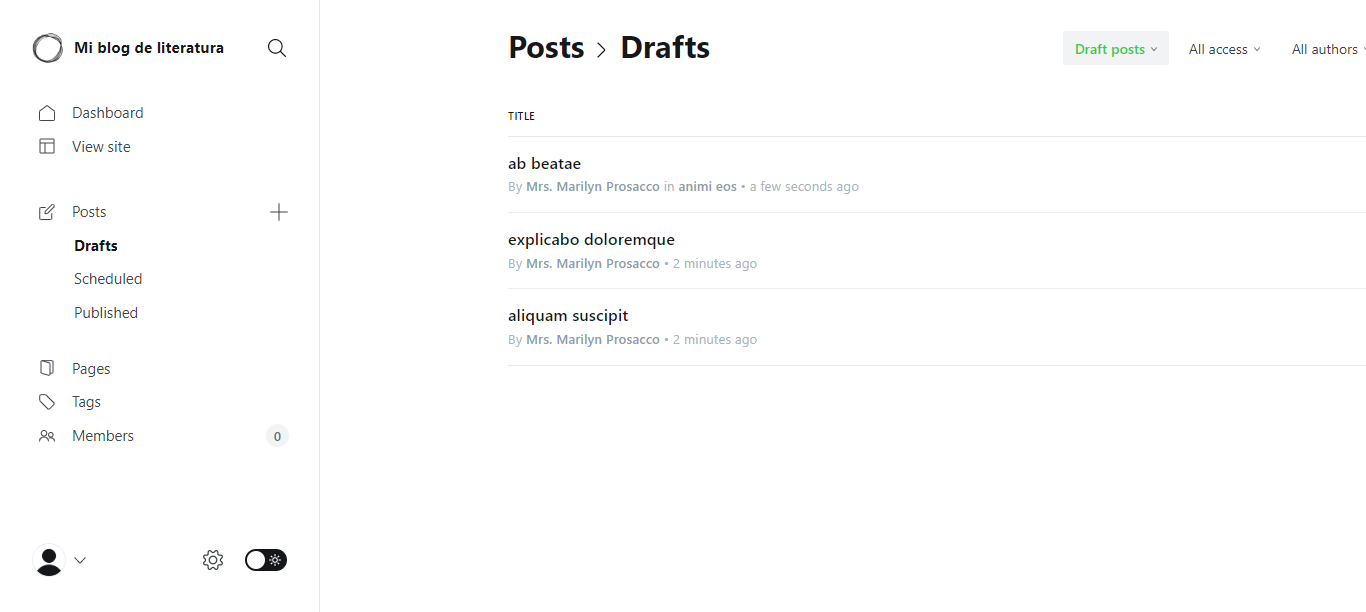 Mi blog de literatura
Dashboard
View site
Posts
Drafts
Scheduled
Published
Pages
Tags
Members 0
Posts > Drafts
Draft posts All access All authors
TITLE
ab beatae
By Mrs. Marilyn Prosacco in animi eos • a few seconds ago
explicabo doloremque
By Mrs. Marilyn Prosacco • 2 minutes ago
aliquam suscipit
By Mrs. Marilyn Prosacco • 2 minutes ago